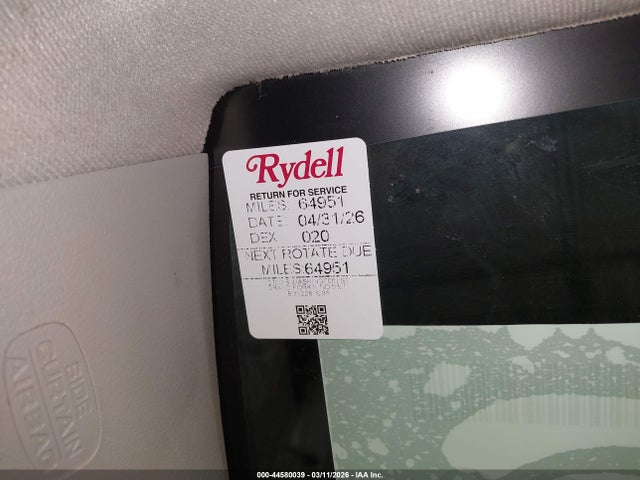 Rydell
RETURN FOR SERVICE
MILES: 64951
DATE: 04/31/26
DEX 020
NEXT ROTATE DUE
MILES 64951
SIDE
CURTAIN
AIRBAG
000-44580039 - 03/11/2026 - IAA Inc.